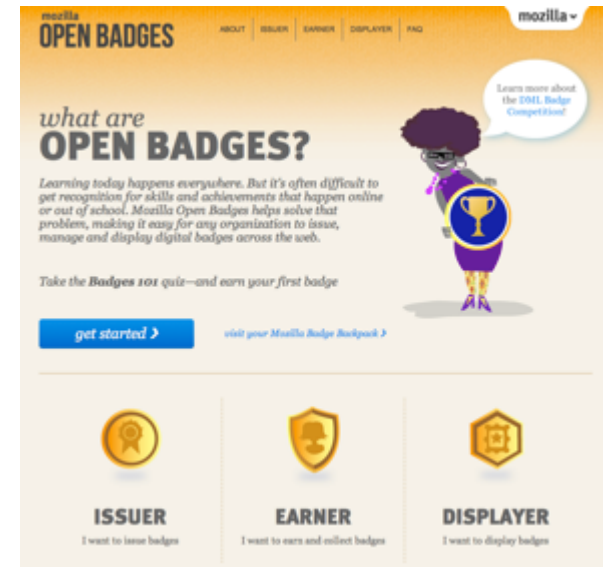 mozilla
OPEN BADGES
ABOUT
ISSUER
EARNER
DISPLAYER
FAQ
mozilla
Learn more about
the DML Badge
Competition!
what are
OPEN BADGES?
Learning today happens everywhere. But it's often difficult to
get recognition for skills and achievements that happen online
or out of school. Mozilla Open Badges helps solve that
problem, making it easy for any organization to issue,
manage and display digital badges across the web.
Take the Badges 101 quiz—and earn your first badge
get started ›
visit your Mozilla Badge Backpack ›
ISSUER
I want to issue badges
EARNER
I want to earn and collect badges
DISPLAYER
I want to display badges